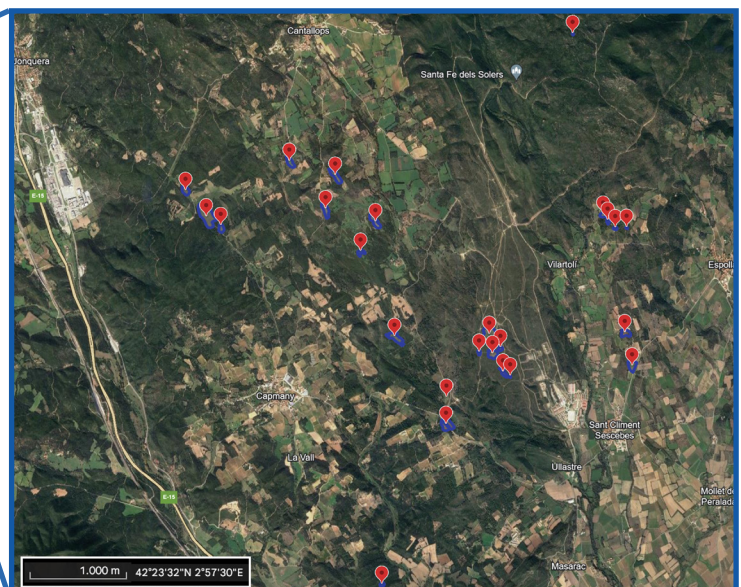 Cantallops
Jonquera
Santa Fe dels Solers
E-15
Vilartolí
Espolla
Capmany
Sant Climent
Sescebes
La Vall
Ullastre
E-15
Mollet de
Peralada
Masarac
1.000 m 42°23'32"N 2°57'30"E